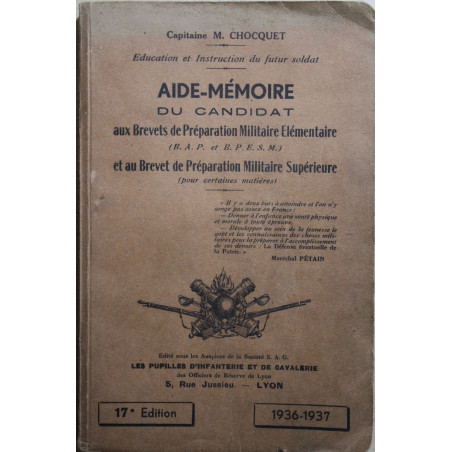 Capitaine M. CHOCQUET
Education et Instruction du futur soldat
AIDE-MÉMOIRE
DU CANDIDAT
aux Brevets de Préparation Militaire Elémentaire
(B. A. P. et B. P. E. S. M.)
et au Brevet de Préparation Militaire Supérieure
(pour certaines matières)
« Il y a deux buts à atteindre et l'on n'y
songe pas assez en France :
— Donner à l'enfance une santé physique
et morale à toute épreuve.
— Développer au sein de la jeunesse le
goût et les connaissances des choses mili-
taires pour la préparer à l'accomplissement
de ses devoirs : La Défense éventuelle de
la Patrie. »
Maréchal PÉTAIN
Edité sous les Auspices de la Société S. A. G.
LES PUPILLES D'INFANTERIE ET DE CAVALERIE
des Officiers de Réserve de Lyon
5, Rue Jussieu. — LYON
17e Edition
1936-1937